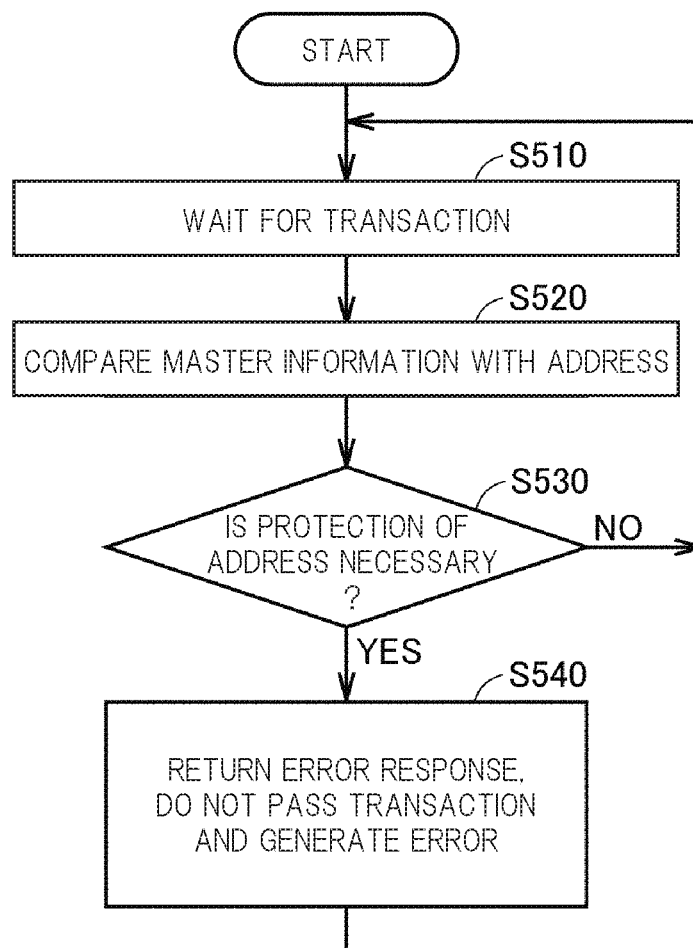 START
S510
WAIT FOR TRANSACTION
S520
COMPARE MASTER INFORMATION WITH ADDRESS
S530
IS PROTECTION OF
ADDRESS NECESSARY
?
NO
YES
S540
RETURN ERROR RESPONSE,
DO NOT PASS TRANSACTION
AND GENERATE ERROR